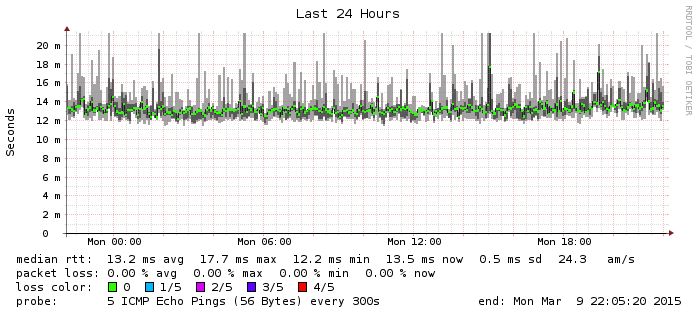 Last 24 Hours
RRDTOOL / TOBI OETIKER
Seconds
20 m
18 m
16 m
14 m
12 m
10 m
8 m
6 m
4 m
2 m
0
Mon 00:00 Mon 06:00 Mon 12:00 Mon 18:00
median rtt: 13.2 ms avg 17.7 ms max 12.2 ms min 13.5 ms now 0.5 ms sd 24.3 am/s
packet loss: 0.00 % avg 0.00 % max 0.00 % min 0.00 % now
loss color: 0 1/5 2/5 3/5 4/5
probe: 5 ICMP Echo Pings (56 Bytes) every 300s end: Mon Mar 9 22:05:20 2015